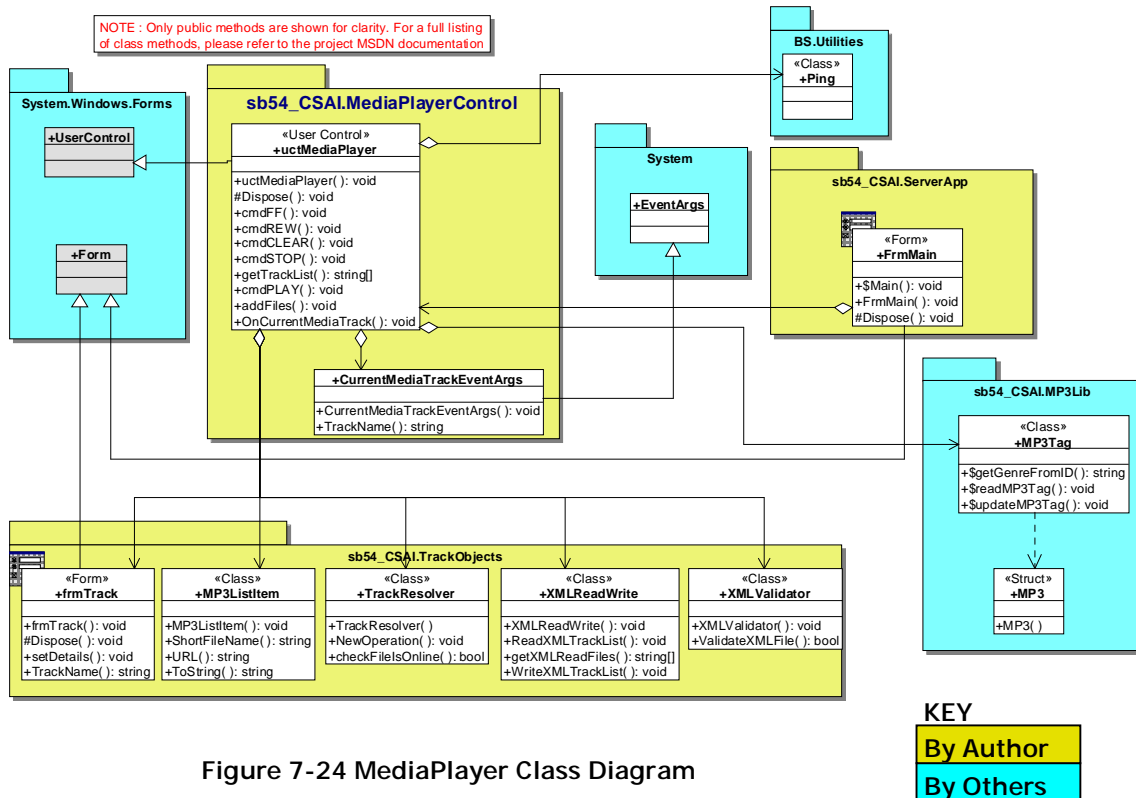 NOTE : Only public methods are shown for clarity. For a full listing
of class methods, please refer to the project MSDN documentation
System.Windows.Forms
+UserControl
+Form
sb54_CSAI.MediaPlayerControl
«User Control»
+uctMediaPlayer
+uctMediaPlayer( ): void
#Dispose( ): void
+cmdFF( ): void
+cmdREW( ): void
+cmdCLEAR( ): void
+cmdSTOP( ): void
+getTrackList( ): string[]
+cmdPLAY( ): void
+addFiles( ): void
+OnCurrentMediaTrack( ): void
+CurrentMediaTrackEventArgs
+CurrentMediaTrackEventArgs( ): void
+TrackName( ): string
BS.Utilities
«Class»
+Ping
System
+EventArgs
sb54_CSAI.ServerApp
«Form»
+FrmMain
+$Main( ): void
+FrmMain( ): void
#Dispose( ): void
sb54_CSAI.MP3Lib
«Class»
+MP3Tag
+$getGenreFromID( ): string
+$readMP3Tag( ): void
+$updateMP3Tag( ): void
«Struct»
+MP3
+MP3( )
sb54_CSAI.TrackObjects
«Form»
+frmTrack
+frmTrack( ): void
#Dispose( ): void
+setDetails( ): void
+TrackName( ): string
«Class»
+MP3ListItem
+MP3ListItem( ): void
+ShortFileName( ): string
+URL( ): string
+ToString( ): string
«Class»
+TrackResolver
+TrackResolver( )
+NewOperation( ): void
+checkFileIsOnline( ): bool
«Class»
+XMLReadWrite
+XMLReadWrite( ): void
+ReadXMLTrackList( ): void
+getXMLReadFiles( ): string[]
+WriteXMLTrackList( ): void
«Class»
+XMLValidator
+XMLValidator( ): void
+ValidateXMLFile( ): bool
KEY
By Author
By Others
Figure 7-24 MediaPlayer Class Diagram